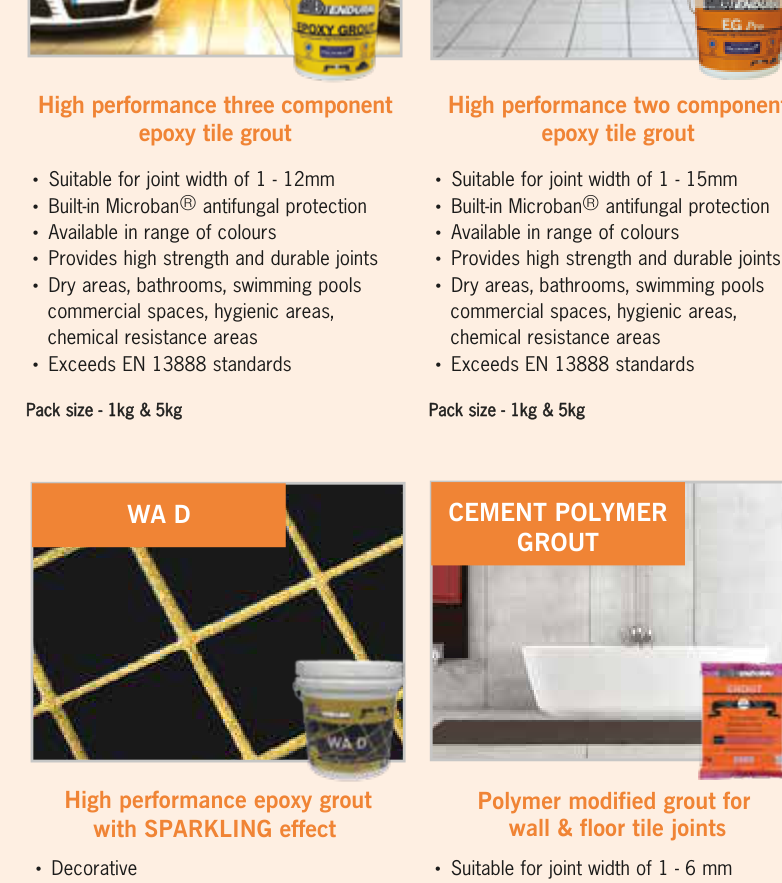 ENDURA
EPOXY GROUT
ENDURA
EG Pro
High performance three component
epoxy tile grout
• Suitable for joint width of 1 - 12mm
• Built-in Microban® antifungal protection
• Available in range of colours
• Provides high strength and durable joints
• Dry areas, bathrooms, swimming pools
commercial spaces, hygienic areas,
chemical resistance areas
• Exceeds EN 13888 standards
Pack size - 1kg & 5kg
High performance two component
epoxy tile grout
• Suitable for joint width of 1 - 15mm
• Built-in Microban® antifungal protection
• Available in range of colours
• Provides high strength and durable joints
• Dry areas, bathrooms, swimming pools
commercial spaces, hygienic areas,
chemical resistance areas
• Exceeds EN 13888 standards
Pack size - 1kg & 5kg
WA D
WA D
High performance epoxy grout
with SPARKLING effect
• Decorative
CEMENT POLYMER
GROUT
GROUT
Polymer modified grout for
wall & floor tile joints
• Suitable for joint width of 1 - 6 mm